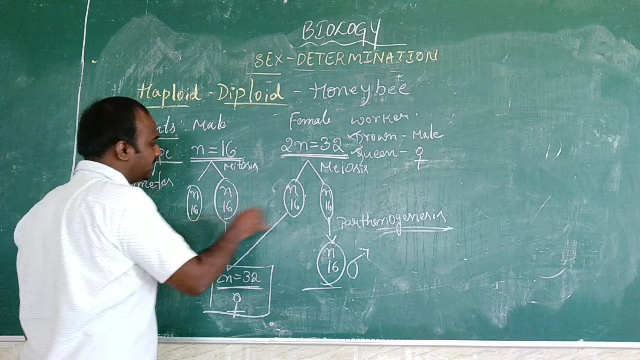 BIOLOGY
SEX-DETERMINATION
Haploid - Diploid - Honeybee
Male Female worker
Drown - Male
n=16 2n=32 Queen - ♀
Mitosis Meiosis
n 16 n 16 n 16 n 16
Parthenogenesis
n 16 ♂
2n=32
♀